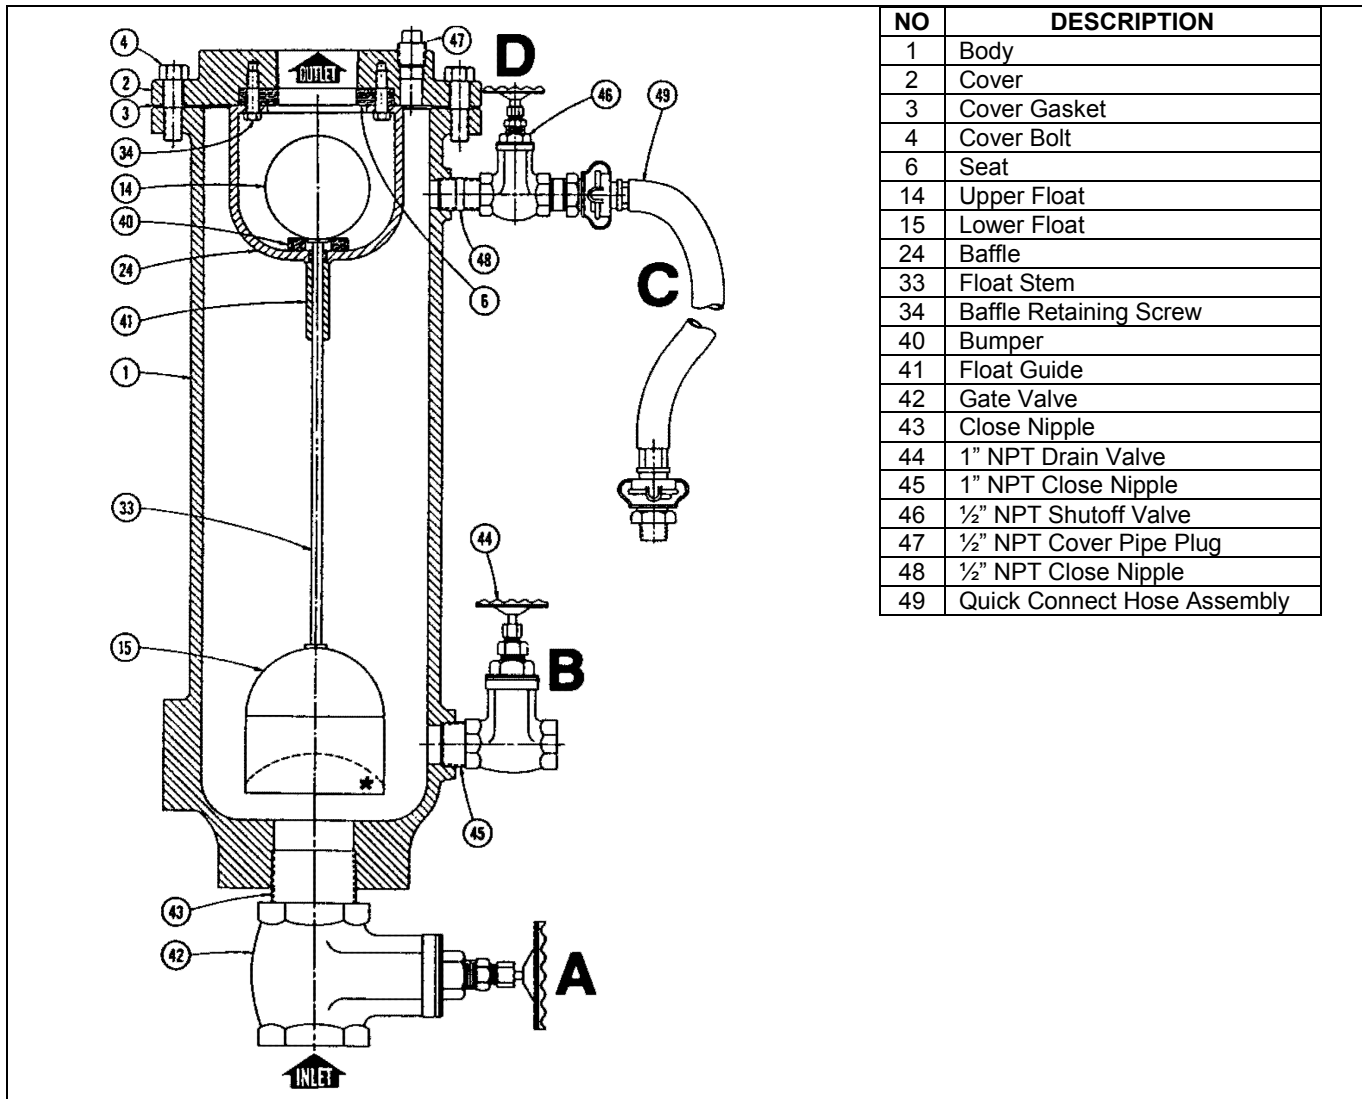 4
2
3
34
14
40
24
41
1
33
15
43
42
OUTLET
47
D
46
49
48
6
C
44
B
*
45
A
INLET
NO DESCRIPTION
1 Body
2 Cover
3 Cover Gasket
4 Cover Bolt
6 Seat
14 Upper Float
15 Lower Float
24 Baffle
33 Float Stem
34 Baffle Retaining Screw
40 Bumper
41 Float Guide
42 Gate Valve
43 Close Nipple
44 1” NPT Drain Valve
45 1” NPT Close Nipple
46 ½” NPT Shutoff Valve
47 ½” NPT Cover Pipe Plug
48 ½” NPT Close Nipple
49 Quick Connect Hose Assembly